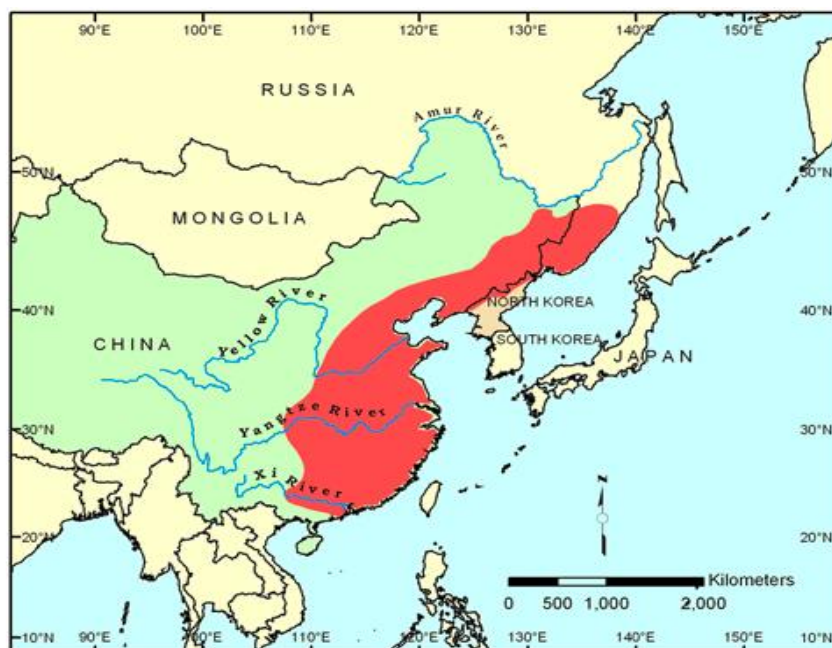 90°E 100°E 110°E 120°E 130°E 140°E 150°E
RUSSIA
Amur River
50°N 50°N
MONGOLIA
40°N 40°N
NORTH KOREA
Yellow River
CHINA
SOUTH KOREA
JAPAN
30°N 30°N
Yangtze River
Xi River
N
20°N 20°N
Kilometers
0 500 1,000 2,000
10°N 10°N
90°E 100°E 110°E 120°E 130°E 140°E 150°E